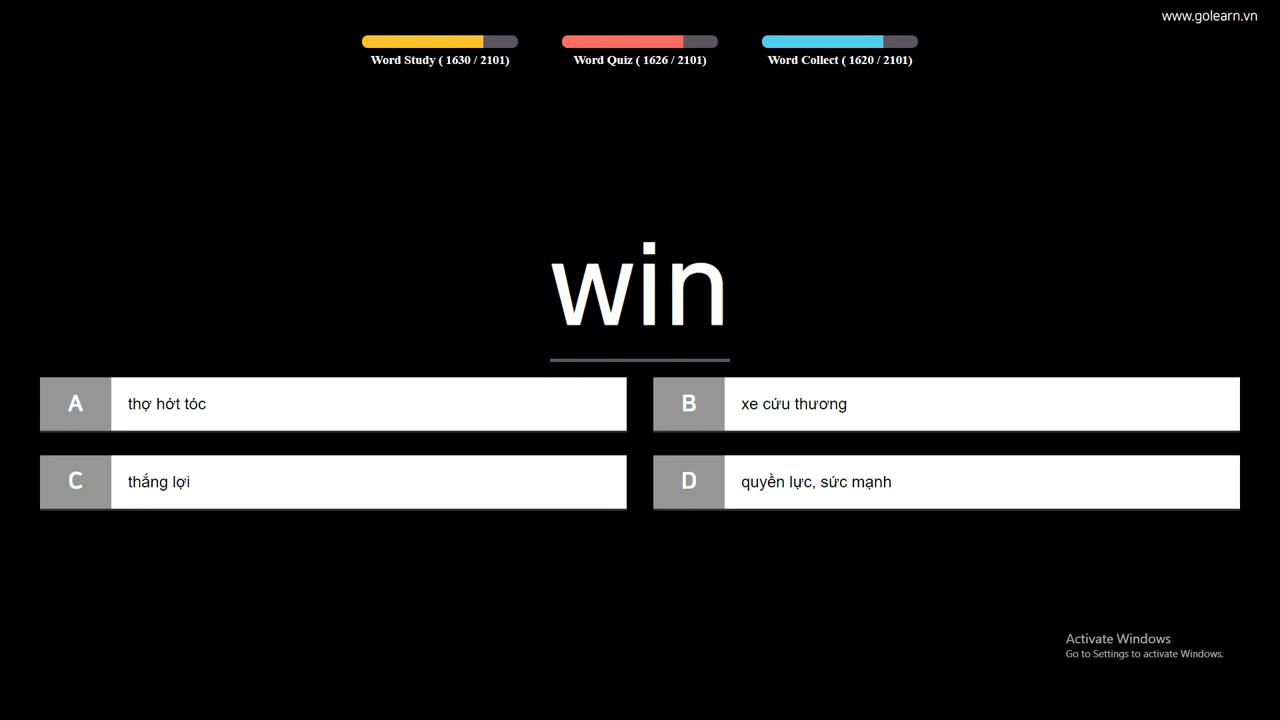 www.golearn.vn
Word Study ( 1630 / 2101)
Word Quiz ( 1626 / 2101)
Word Collect ( 1620 / 2101)
win
A thợ hớt tóc
B xe cứu thương
C thắng lợi
D quyền lực, sức mạnh
Activate Windows
Go to Settings to activate Windows.